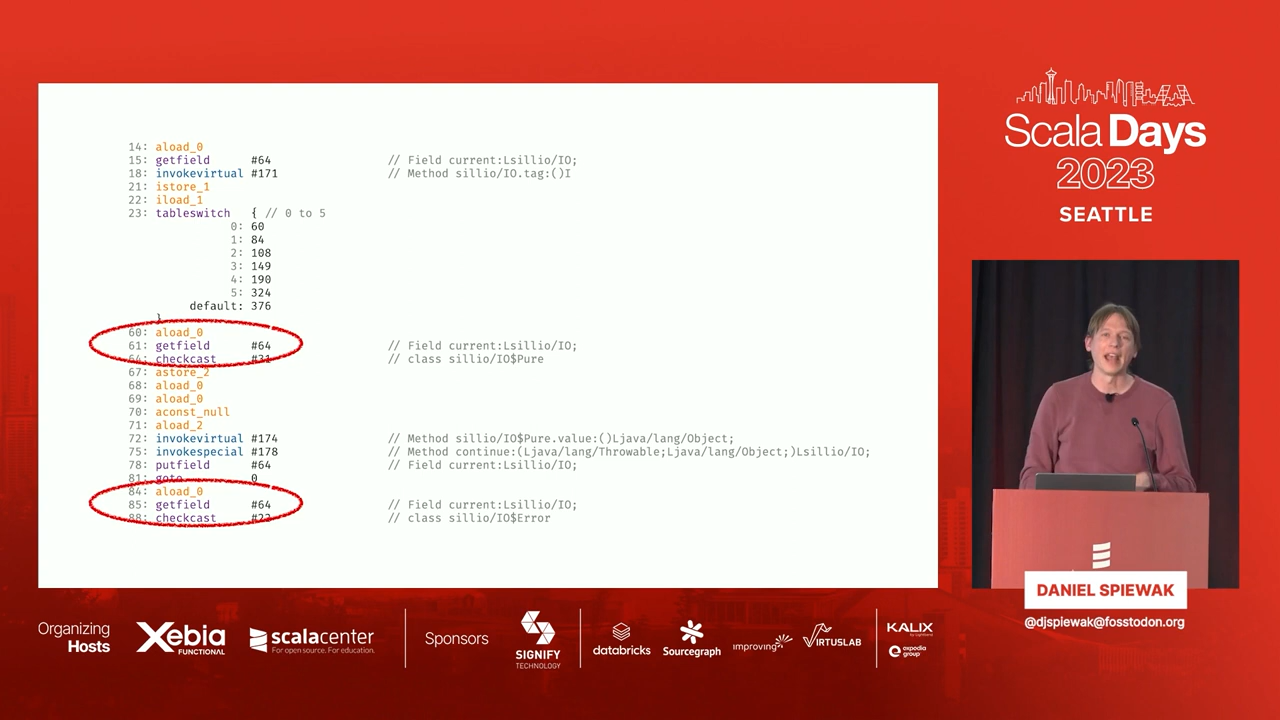 14: aload_0
15: getfield #64 // Field current:Lsillio/IO;
18: invokevirtual #171 // Method sillio/IO.tag:()I
21: istore_1
22: iload_1
23: tableswitch { // 0 to 5
0: 60
1: 84
2: 108
3: 149
4: 190
5: 324
default: 376
}
60: aload_0
61: getfield #64 // Field current:Lsillio/IO;
64: checkcast #31 // class sillio/IO$Pure
67: astore_2
68: aload_0
69: aload_0
70: aconst_null
71: aload_2
72: invokevirtual #174 // Method sillio/IO$Pure.value:()Ljava/lang/Object;
75: invokespecial #178 // Method continue:(Ljava/lang/Throwable;Ljava/lang/Object;)Lsillio/IO;
78: putfield #64 // Field current:Lsillio/IO;
81: goto 0
84: aload_0
85: getfield #64 // Field current:Lsillio/IO;
88: checkcast #22 // class sillio/IO$Error
Scala Days
2023
SEATTLE
DANIEL SPIEWAK
@djspiewak@fosstodon.org
Organizing
Hosts
Xebia
FUNCTIONAL
scalacenter
For open source. For education.
Sponsors
SIGNIFY
TECHNOLOGY
databricks
Sourcegraph
improving
VIRTUSLAB
KALIX
by Lightbend
expedia
group